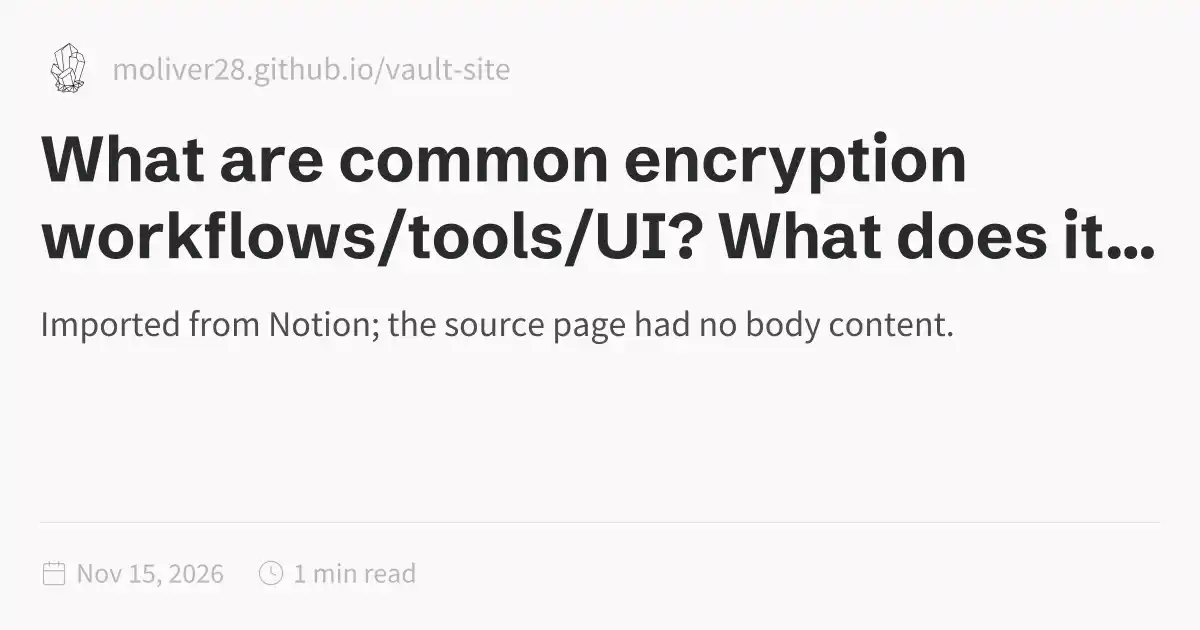 moliver28.github.io/vault-site
What are common encryption
workflows/tools/UI? What does it...
Imported from Notion; the source page had no body content.
Nov 15, 2026 1 min read